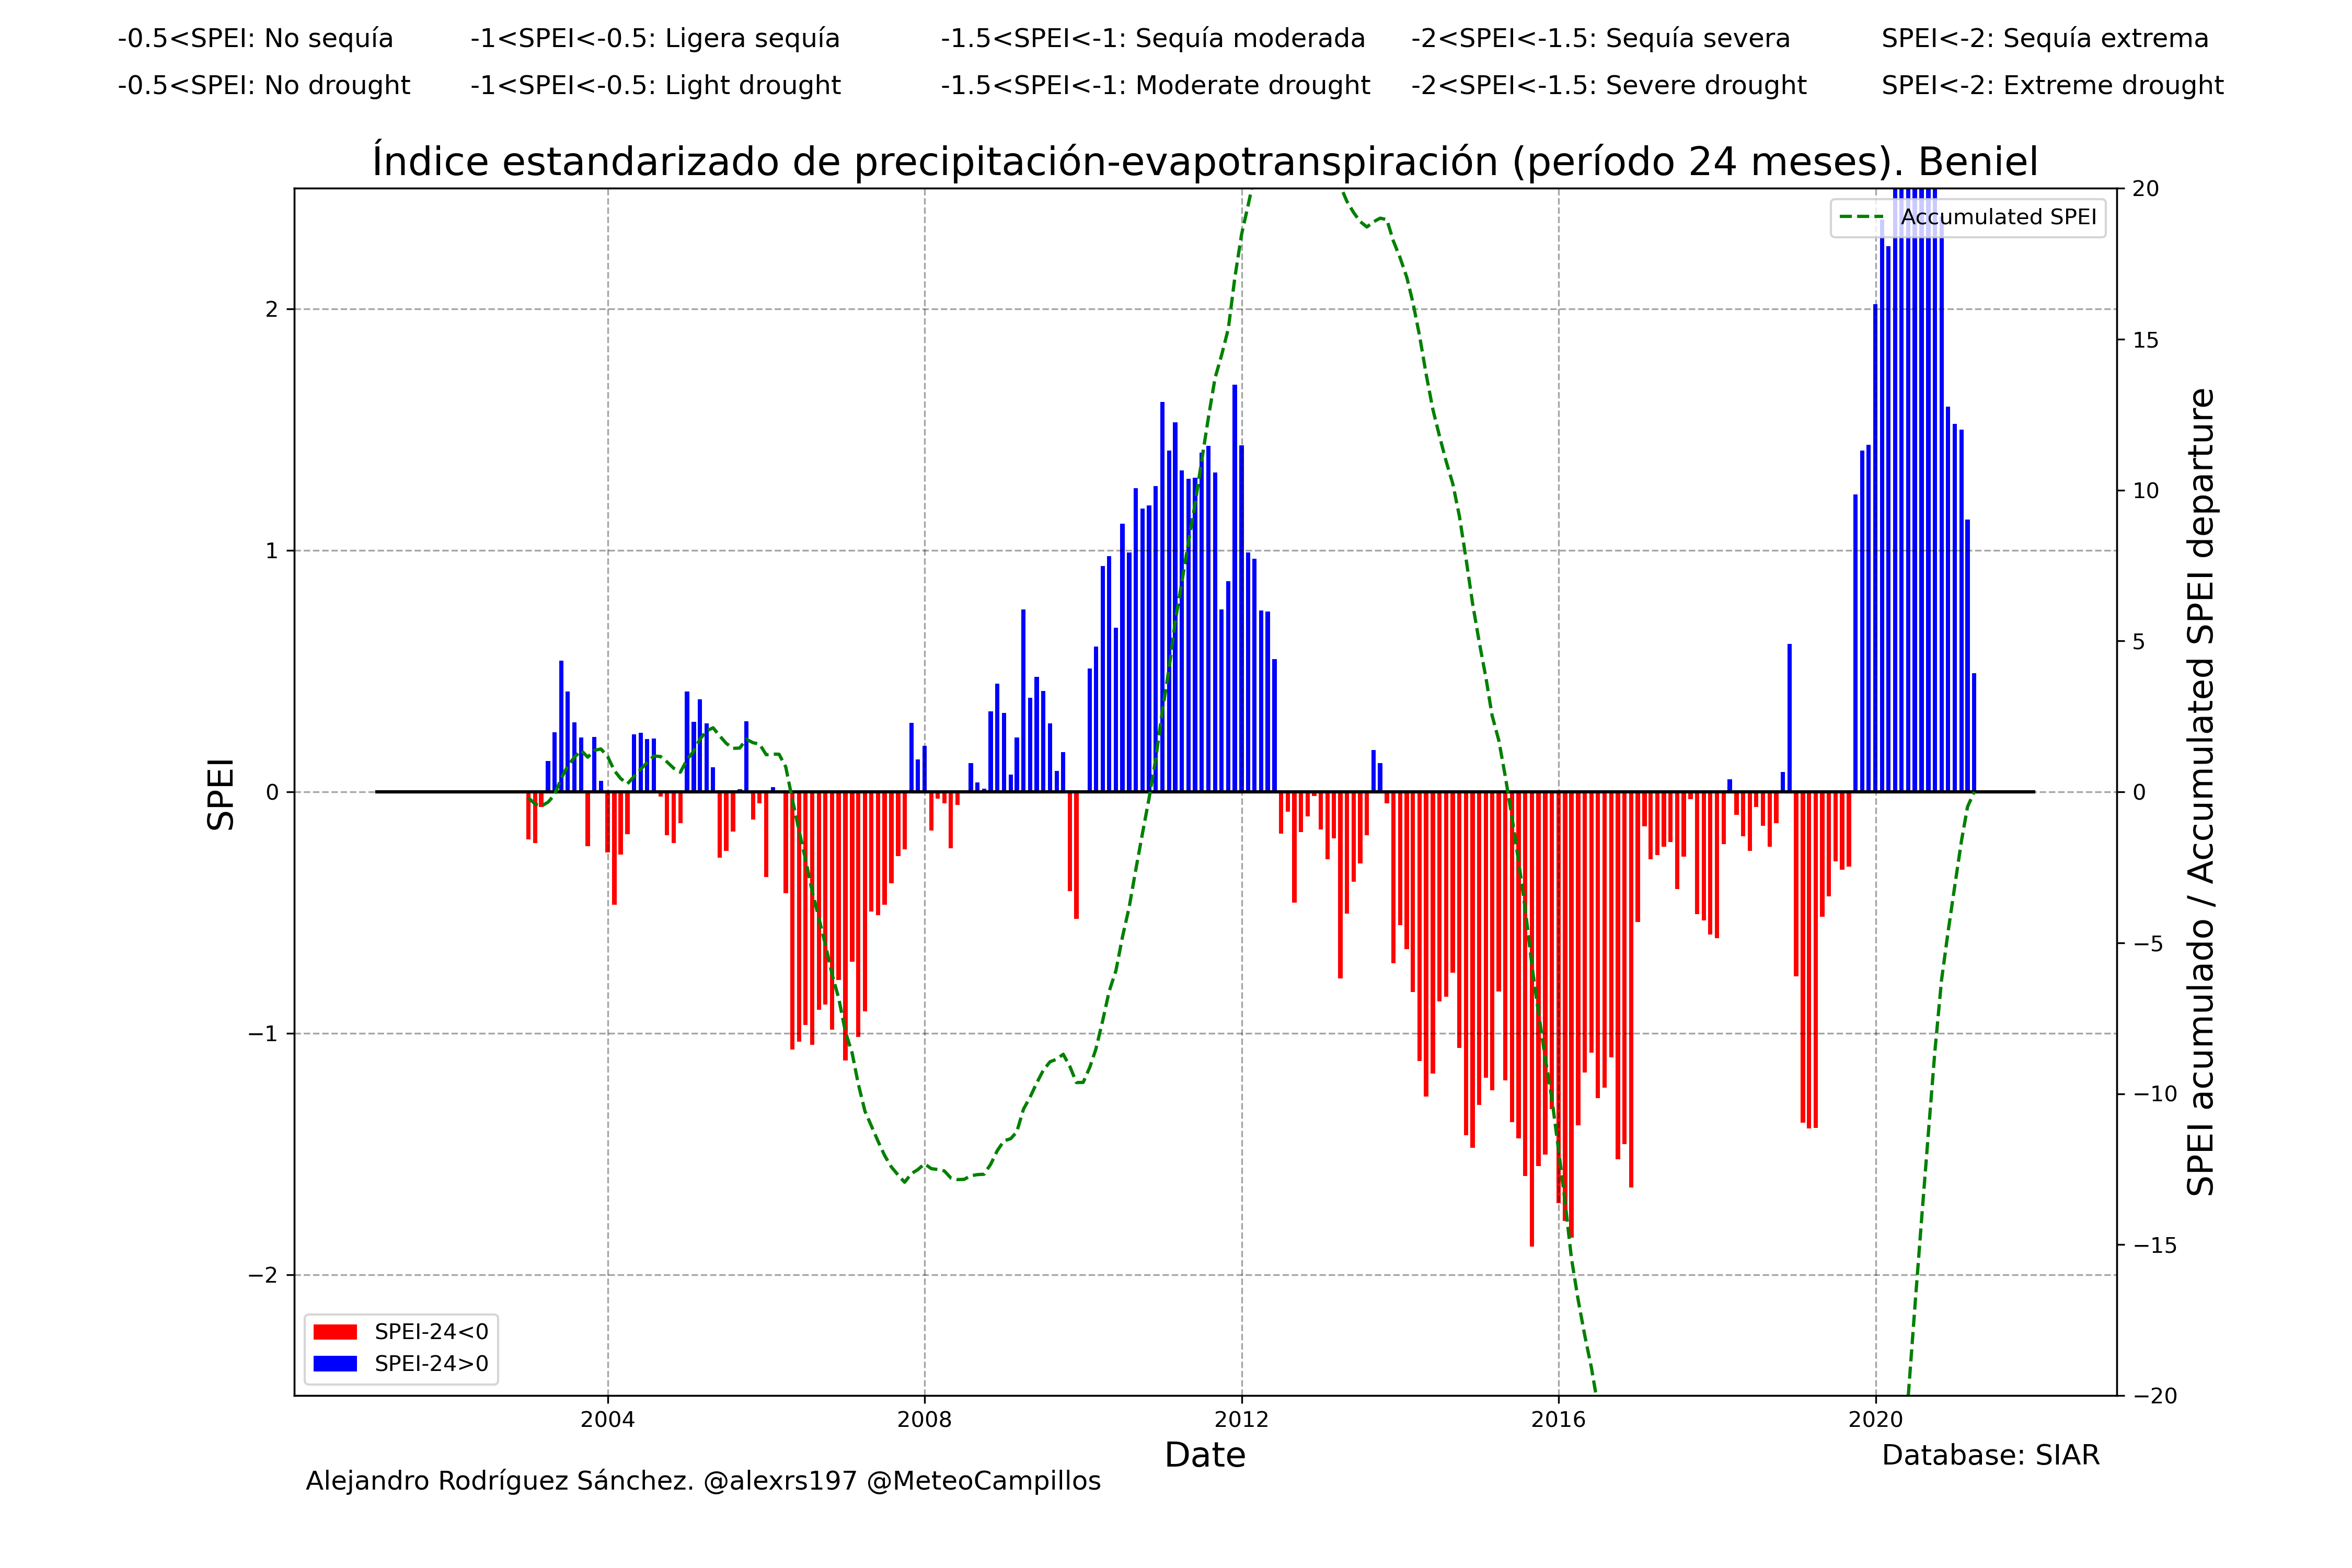 -0.5<SPEI: No sequía -1<SPEI<-0.5: Ligera sequía -1.5<SPEI<-1: Sequía moderada -2<SPEI<-1.5: Sequía severa SPEI<-2: Sequía extrema
-0.5<SPEI: No drought -1<SPEI<-0.5: Light drought -1.5<SPEI<-1: Moderate drought -2<SPEI<-1.5: Severe drought SPEI<-2: Extreme drought
Índice estandarizado de precipitación-evapotranspiración (período 24 meses). Beniel
Accumulated SPEI
SPEI
2
1
0
−1
−2
20
15
10
5
0
−5
−10
−15
−20
SPEI acumulado / Accumulated SPEI departure
SPEI-24<0
SPEI-24>0
2004 2008 2012 2016 2020
Date
Database: SIAR
Alejandro Rodríguez Sánchez. @alexrs197 @MeteoCampillos